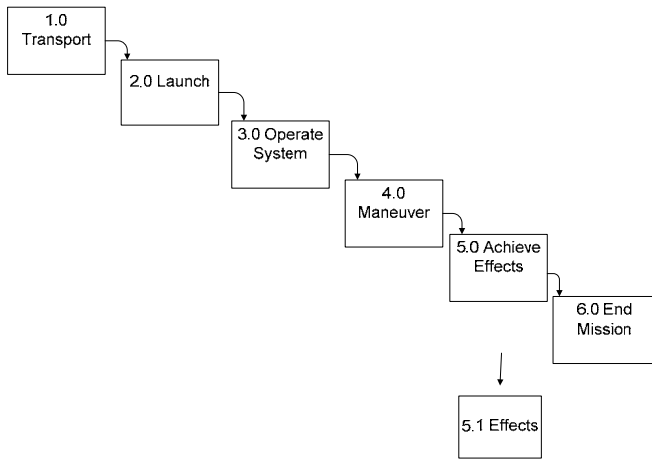 1.0
Transport
2.0 Launch
3.0 Operate
System
4.0
Maneuver
5.0 Achieve
Effects
6.0 End
Mission
5.1 Effects